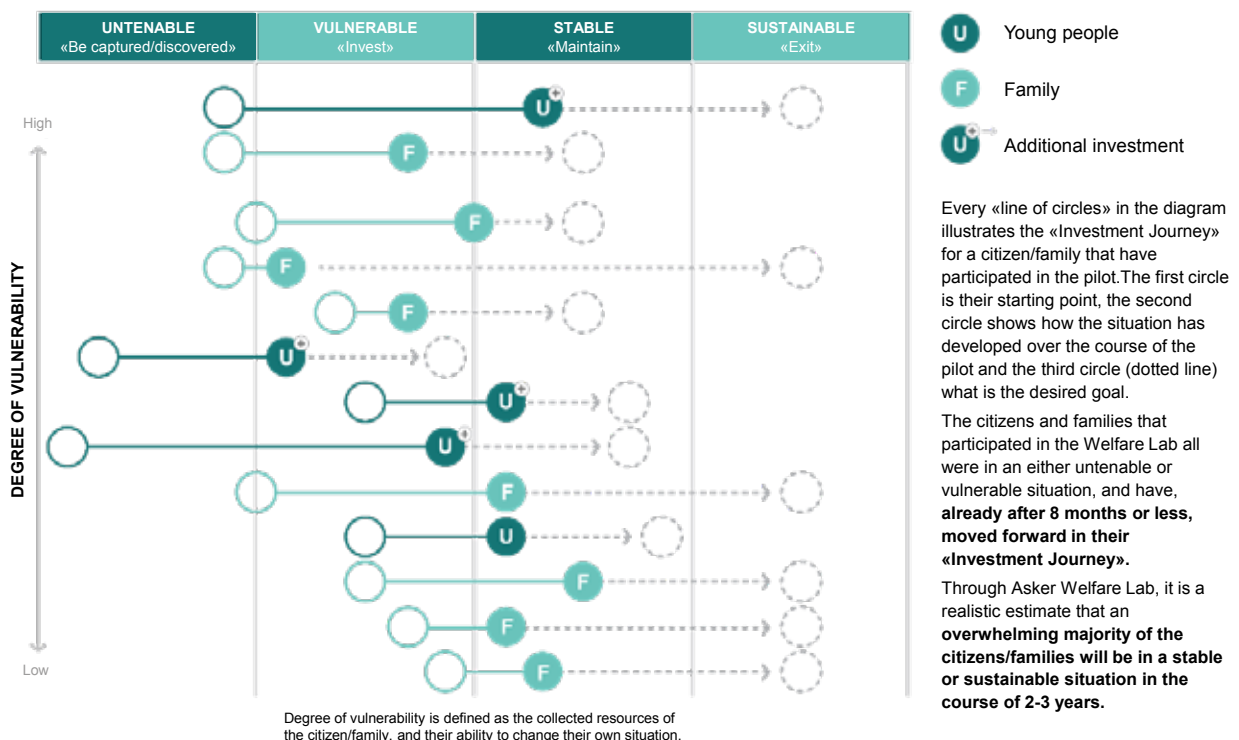 UNTENABLE
«Be captured/discovered»
VULNERABLE
«Invest»
STABLE
«Maintain»
SUSTAINABLE
«Exit»
High
DEGREE OF VULNERABILITY
Low
U
F
F
F
F
U
U
U
F
U
F
F
F
Degree of vulnerability is defined as the collected resources of
the citizen/family, and their ability to change their own situation.
U Young people
F Family
U Additional investment
Every «line of circles» in the diagram
illustrates the «Investment Journey»
for a citizen/family that have
participated in the pilot.The first circle
is their starting point, the second
circle shows how the situation has
developed over the course of the
pilot and the third circle (dotted line)
what is the desired goal.
The citizens and families that
participated in the Welfare Lab all
were in an either untenable or
vulnerable situation, and have,
already after 8 months or less,
moved forward in their
«Investment Journey».
Through Asker Welfare Lab, it is a
realistic estimate that an
overwhelming majority of the
citizens/families will be in a stable
or sustainable situation in the
course of 2-3 years.